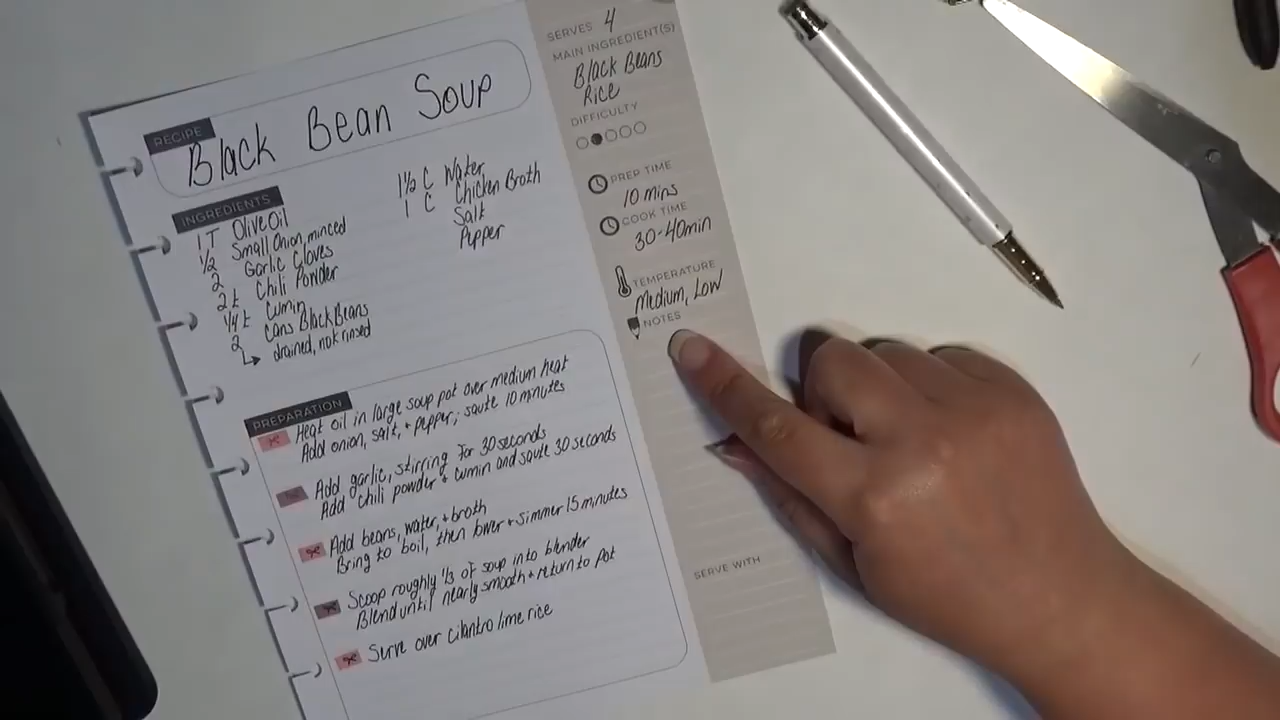 RECIPE
Black Bean Soup
INGREDIENTS
1 T Olive Oil
1/2 Small Onion, minced
2 Garlic Cloves
2 t Chili Powder
1/4 t Cumin
2 Cans Black Beans
↳ drained, not rinsed
1 1/2 C Water
1 C Chicken Broth
Salt
Pepper
PREPARATION
Heat oil in large soup pot over medium heat
Add onion, salt, + pepper; saute 10 minutes
Add garlic, stirring for 30 seconds
Add chili powder + cumin and saute 30 seconds
Add beans, water, + broth
Bring to boil, then lower + simmer 15 minutes
Scoop roughly 1/3 of soup into blender
Blend until nearly smooth + return to pot
Serve over cilantro lime rice
SERVES 4
MAIN INGREDIENT(S)
Black Beans
Rice
DIFFICULTY
PREP TIME
10 mins
COOK TIME
30-40min
TEMPERATURE
Medium, Low
NOTES
SERVE WITH